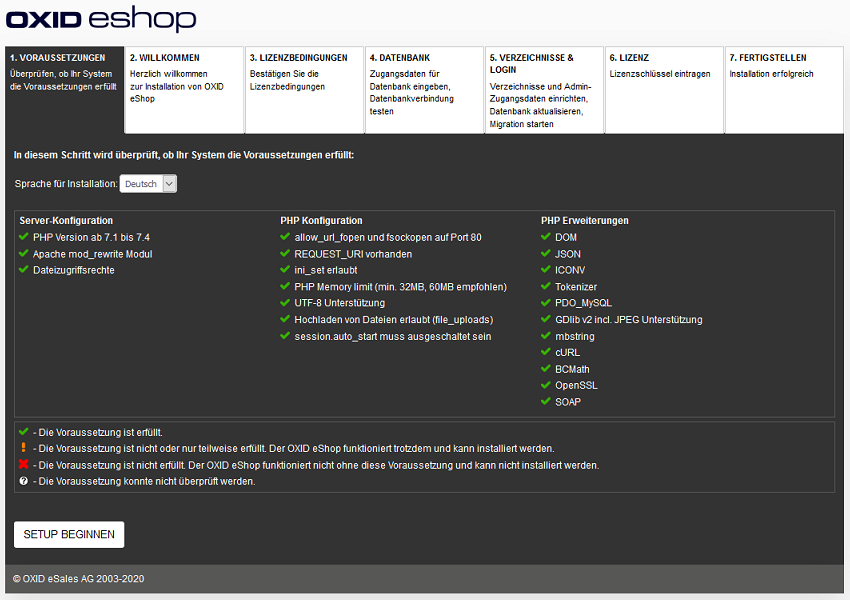 OXID eshop
1. VORAUSSETZUNGEN
Überprüfen, ob Ihr System
die Voraussetzungen erfüllt
2. WILLKOMMEN
Herzlich willkommen
zur Installation von OXID
eShop
3. LIZENZBEDINGUNGEN
Bestätigen Sie die
Lizenzbedingungen
4. DATENBANK
Zugangsdaten für
Datenbank eingeben,
Datenbankverbindung
testen
5. VERZEICHNISSE &
LOGIN
Verzeichnisse und Admin-
Zugangsdaten einrichten,
Datenbank aktualisieren,
Migration starten
6. LIZENZ
Lizenzschlüssel eintragen
7. FERTIGSTELLEN
Installation erfolgreich
In diesem Schritt wird überprüft, ob Ihr System die Voraussetzungen erfüllt:
Sprache für Installation: Deutsch
Server-Konfiguration
PHP Version ab 7.1 bis 7.4
Apache mod_rewrite Modul
Dateizugriffsrechte
PHP Konfiguration
allow_url_fopen und fsockopen auf Port 80
REQUEST_URI vorhanden
ini_set erlaubt
PHP Memory limit (min. 32MB, 60MB empfohlen)
UTF-8 Unterstützung
Hochladen von Dateien erlaubt (file_uploads)
session.auto_start muss ausgeschaltet sein
PHP Erweiterungen
DOM
JSON
ICONV
Tokenizer
PDO_MySQL
GDlib v2 incl. JPEG Unterstützung
mbstring
cURL
BCMath
OpenSSL
SOAP
- Die Voraussetzung ist erfüllt.
- Die Voraussetzung ist nicht oder nur teilweise erfüllt. Der OXID eShop funktioniert trotzdem und kann installiert werden.
- Die Voraussetzung ist nicht erfüllt. Der OXID eShop funktioniert nicht ohne diese Voraussetzung und kann nicht installiert werden.
- Die Voraussetzung konnte nicht überprüft werden.
SETUP BEGINNEN
© OXID eSales AG 2003-2020